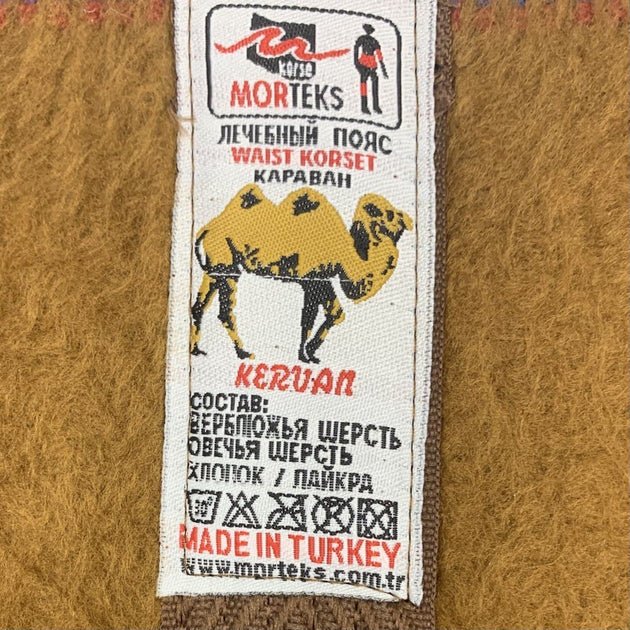 korse
MORTEKS
ЛЕЧЕБНЫЙ ПОЯС
WAIST KORSET
КАРАВАН
KERVAN
СОСТАВ:
ВЕРБЛЮЖЬЯ ШЕРСТЬ
ОВЕЧЬЯ ШЕРСТЬ
ХЛОПОК / ЛАЙКРА
30°
MADE IN TURKEY
www.morteks.com.tr